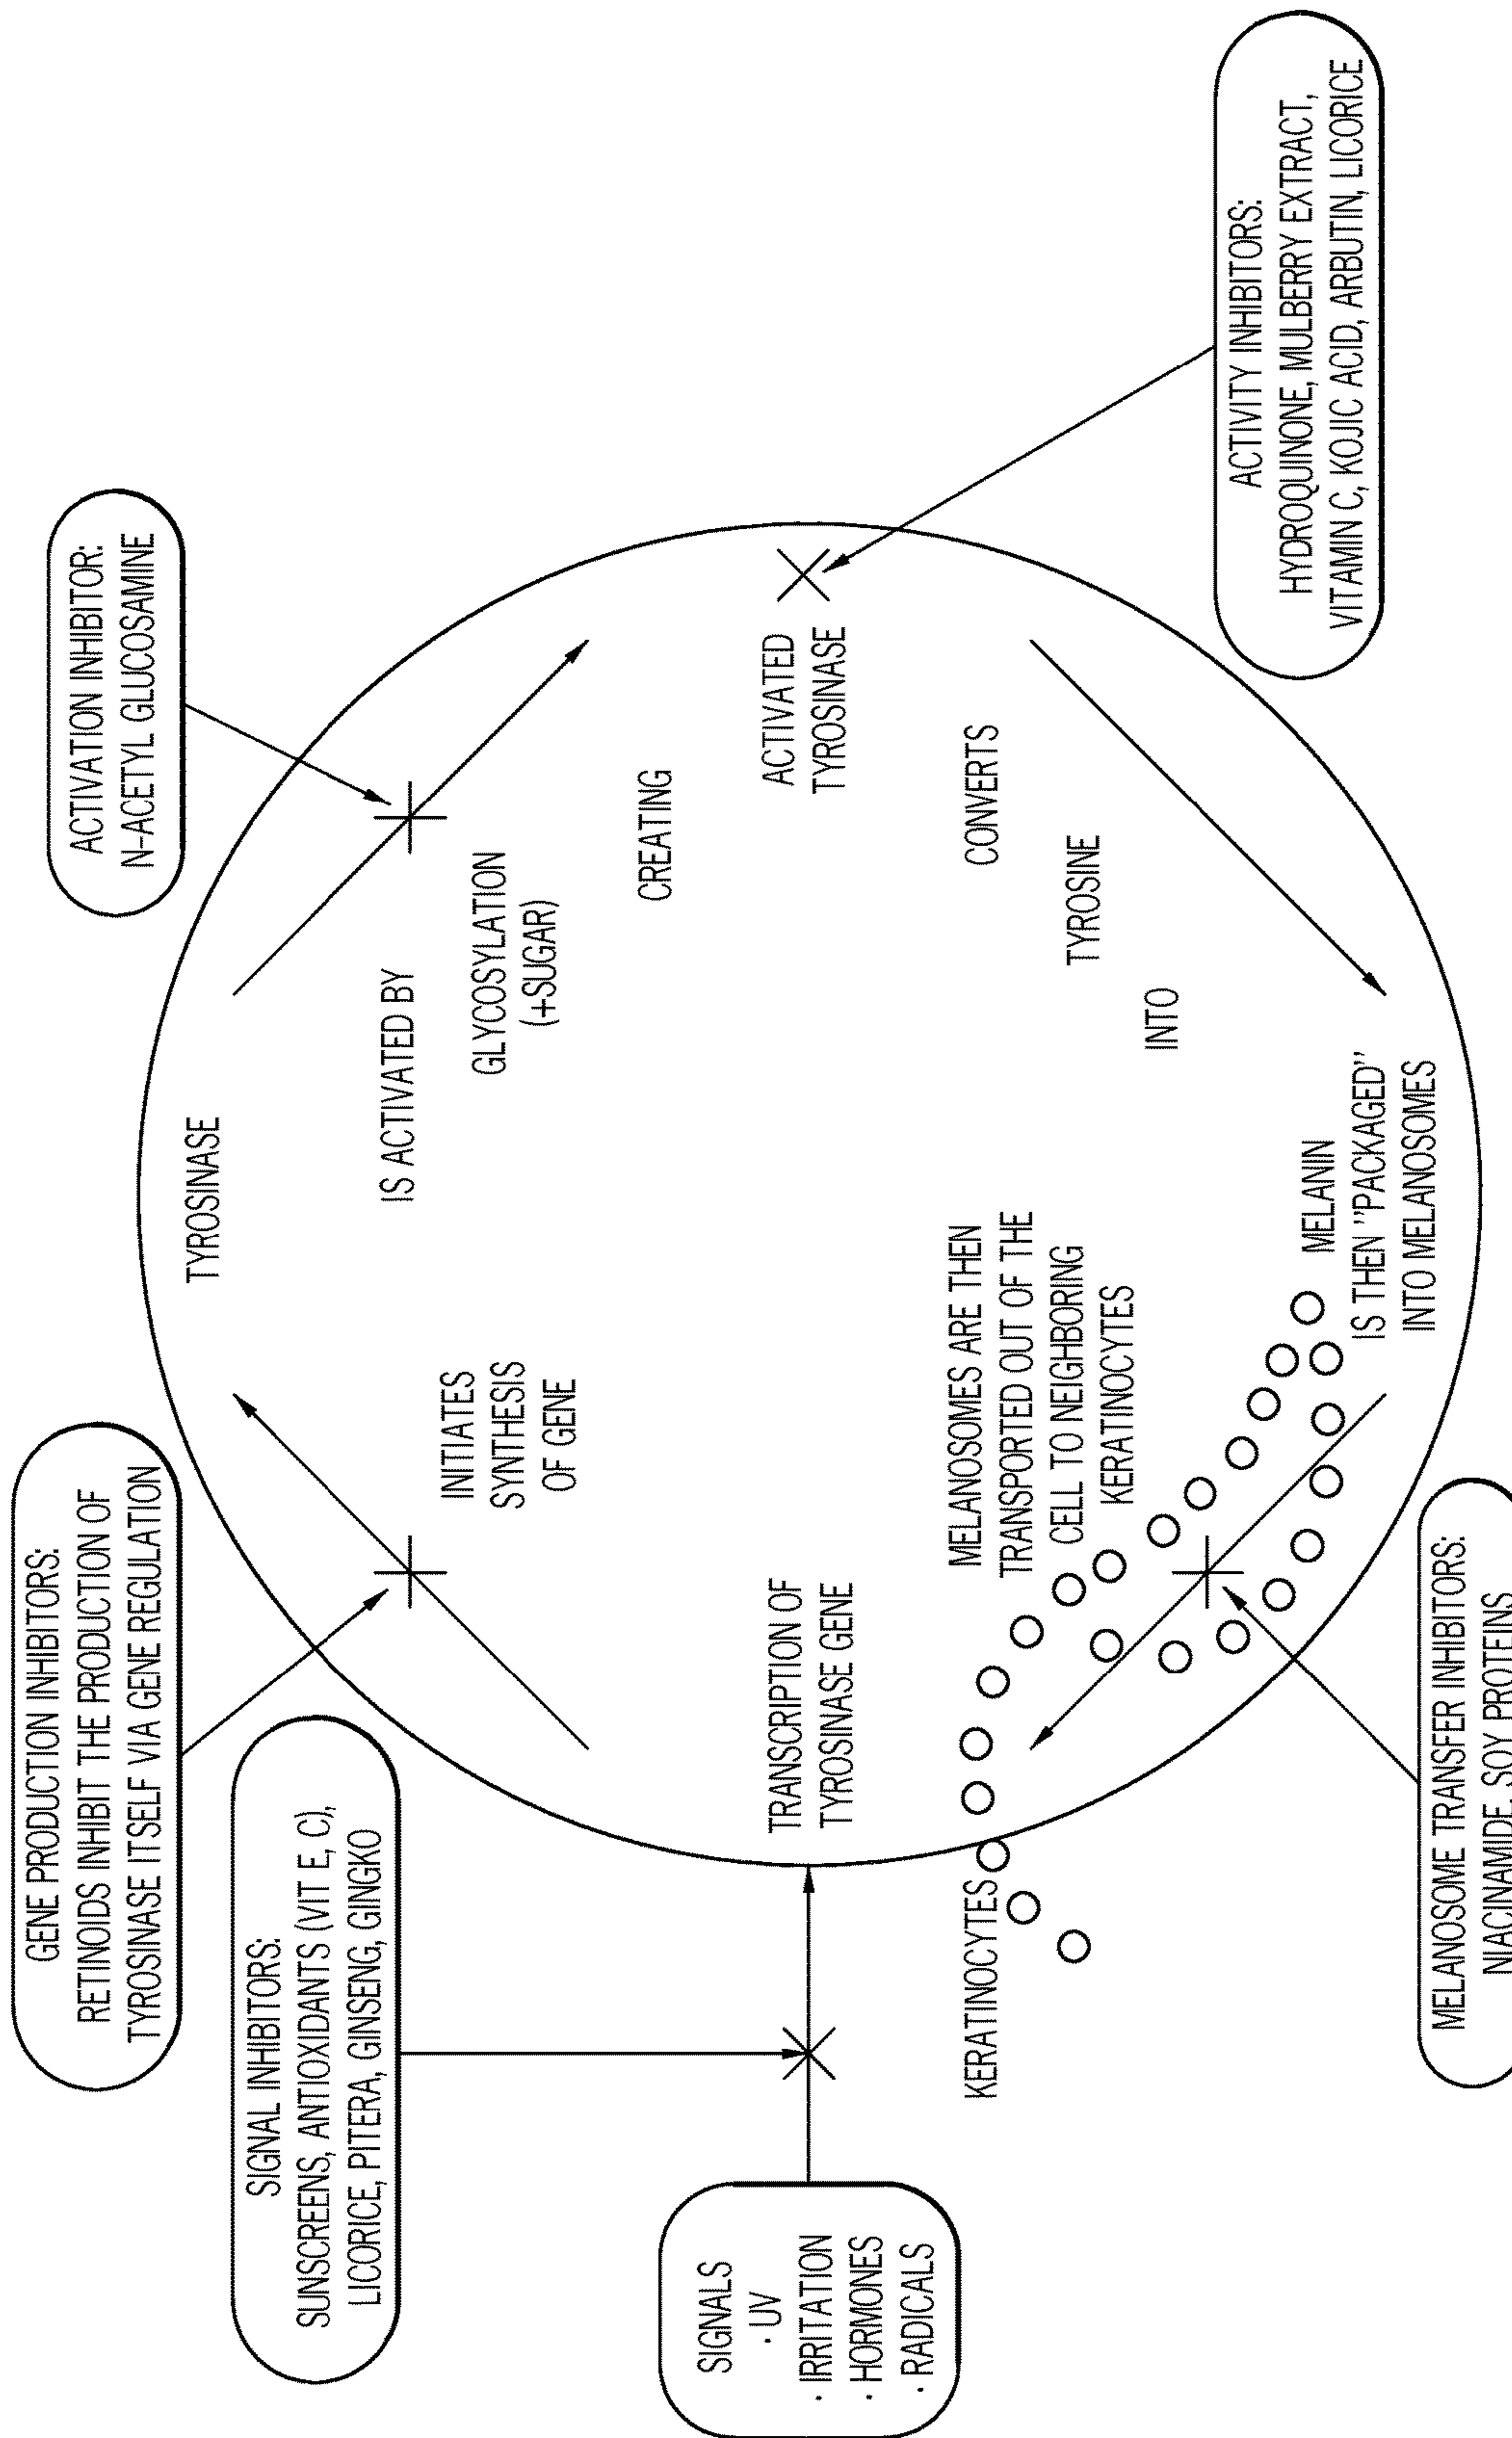 GENE PRODUCTION INHIBITORS:
RETINOIDS INHIBIT THE PRODUCTION OF
TYROSINASE ITSELF VIA GENE REGULATION
ACTIVATION INHIBITOR:
N-ACETYL GLUCOSAMINE
SIGNAL INHIBITORS:
SUNSCREENS, ANTIOXIDANTS (VIT E, C),
LICORICE, PITERA, GINSENG, GINGKO
TYROSINASE
IS ACTIVATED BY
GLYCOSYLATION
(+SUGAR)
INITIATES
SYNTHESIS
OF GENE
CREATING
SIGNALS
· UV
· IRRITATION
· HORMONES
· RADICALS
TRANSCRIPTION OF
TYROSINASE GENE
ACTIVATED
TYROSINASE
CONVERTS
TYROSINE
INTO
KERATINOCYTES
MELANOSOMES ARE THEN
TRANSPORTED OUT OF THE
CELL TO NEIGHBORING
KERATINOCYTES
MELANIN
IS THEN "PACKAGED"
INTO MELANOSOMES
ACTIVITY INHIBITORS:
HYDROQUINONE, MULBERRY EXTRACT,
VITAMIN C, KOJIC ACID, ARBUTIN, LICORICE
MELANOSOME TRANSFER INHIBITORS:
NIACINAMIDE, SOY PROTEINS